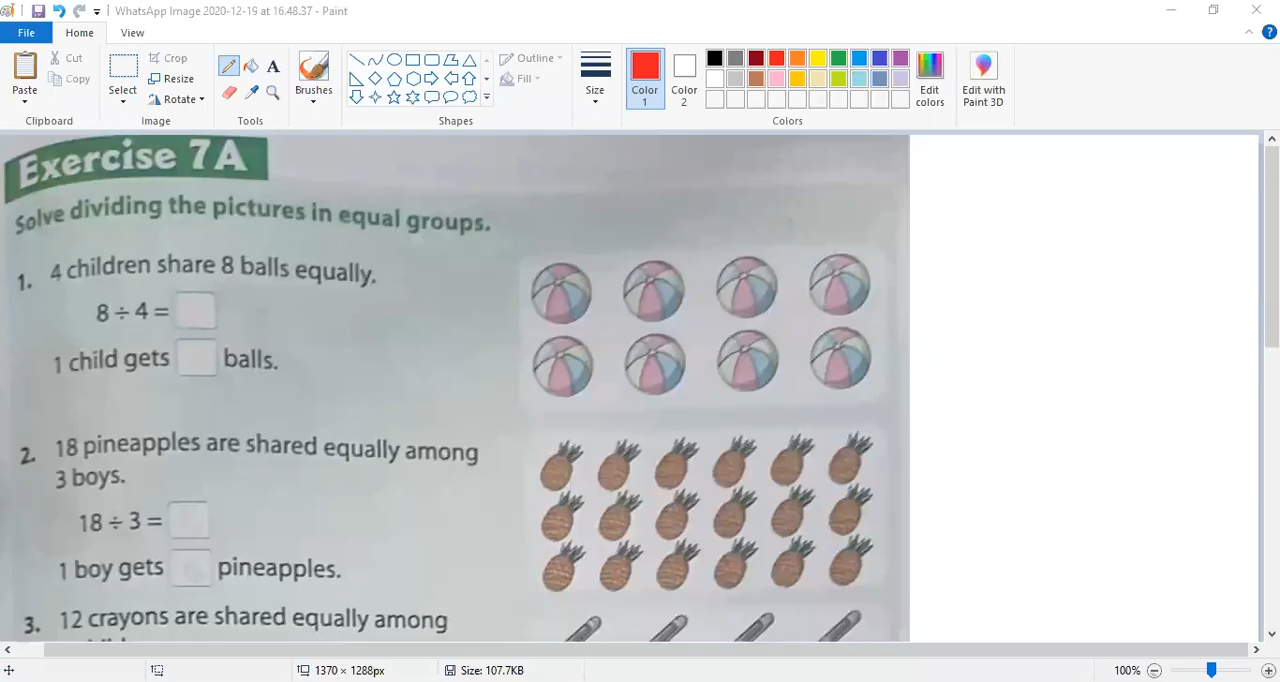 WhatsApp Image 2020-12-19 at 16.48.37 - Paint
File Home View
Paste
Cut
Copy
Clipboard
Select
Crop
Resize
Rotate
Image
A
Tools
Brushes
Outline
Fill
Shapes
Size
Color 1
Color 2
Edit colors
Colors
Edit with Paint 3D
Exercise 7A
Solve dividing the pictures in equal groups.
1. 4 children share 8 balls equally.
8 ÷ 4 =
1 child gets balls.
2. 18 pineapples are shared equally among
3 boys.
18 ÷ 3 =
1 boy gets pineapples.
3. 12 crayons are shared equally among
1370 × 1288px Size: 107.7KB 100%